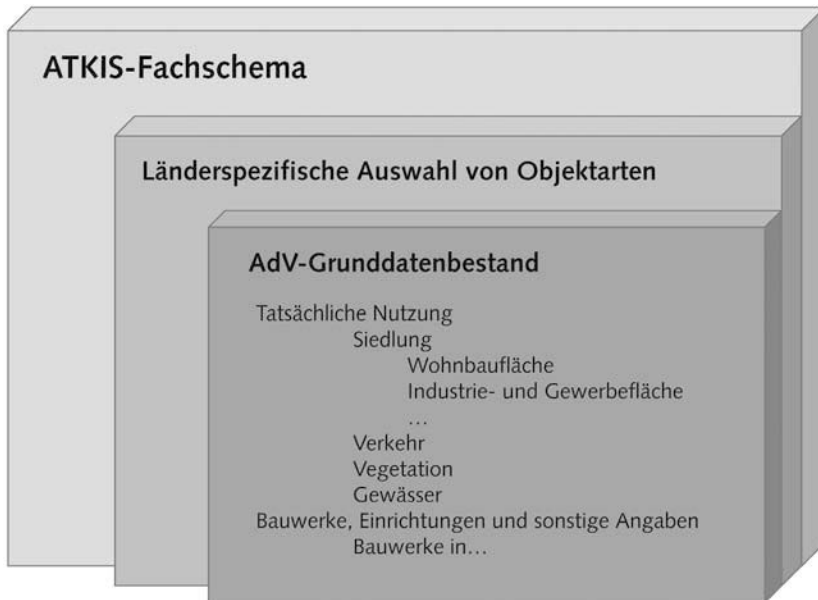 ATKIS-Fachschema
Länderspezifische Auswahl von Objektarten
AdV-Grunddatenbestand
Tatsächliche Nutzung
Siedlung
Wohnbaufläche
Industrie- und Gewerbefläche
…
Verkehr
Vegetation
Gewässer
Bauwerke, Einrichtungen und sonstige Angaben
Bauwerke in…